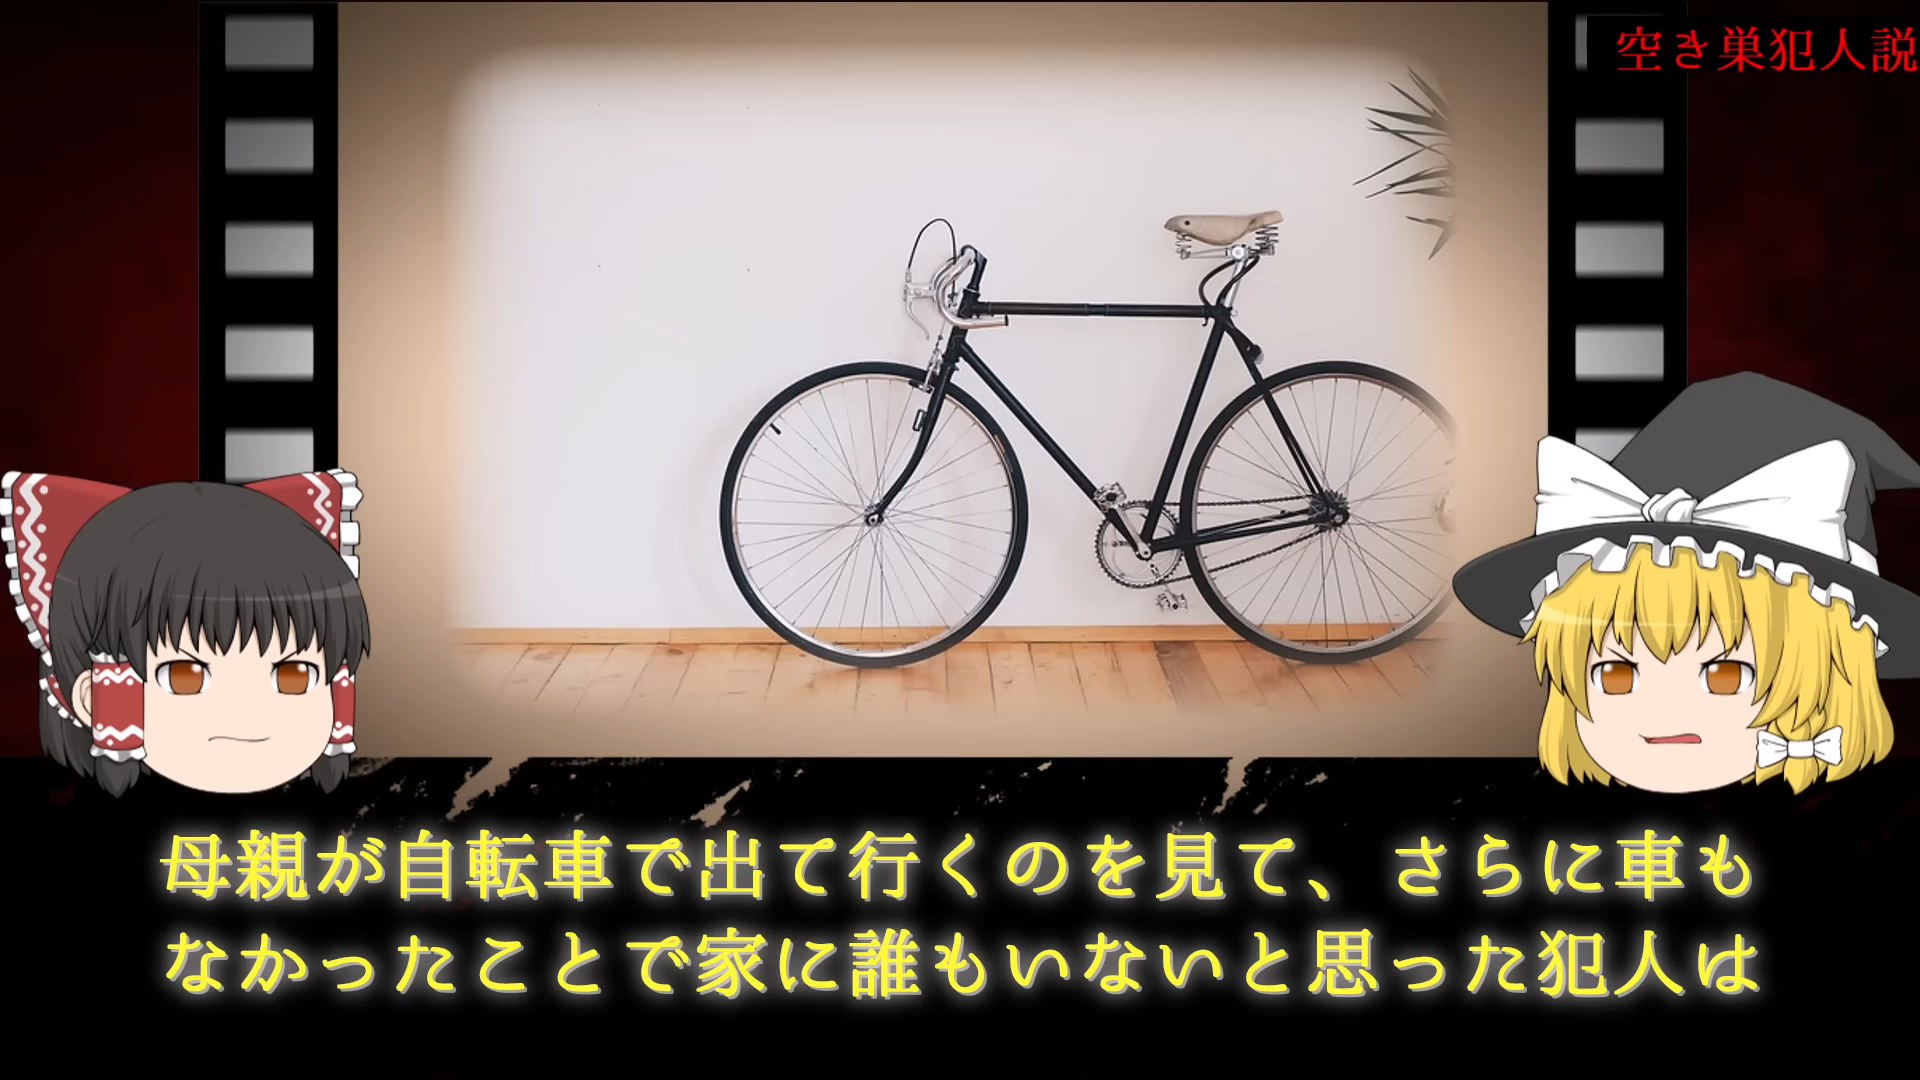 空き巣犯人説
母親が自転車で出て行くのを見て、さらに車も
なかったことで家に誰もいないと思った犯人は